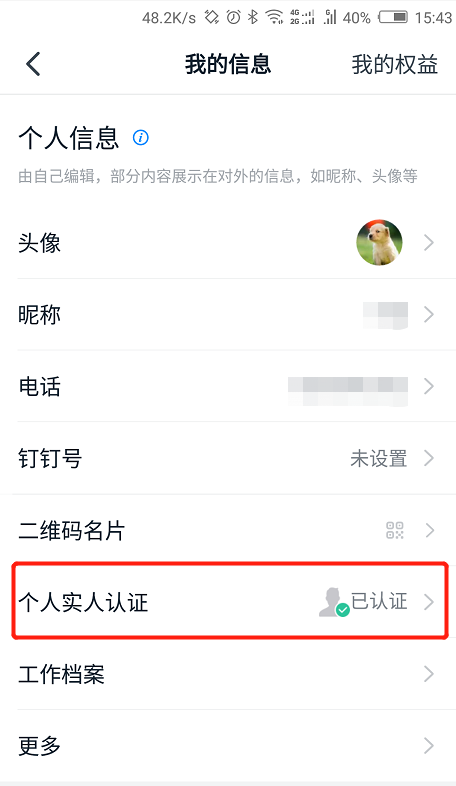 48.2K/s 4G 2G G 40% 15:43
我的信息 我的权益
个人信息
由自己编辑，部分内容展示在对外的信息，如昵称、头像等
头像
昵称
电话
钉钉号 未设置
二维码名片
个人实人认证 已认证
工作档案
更多